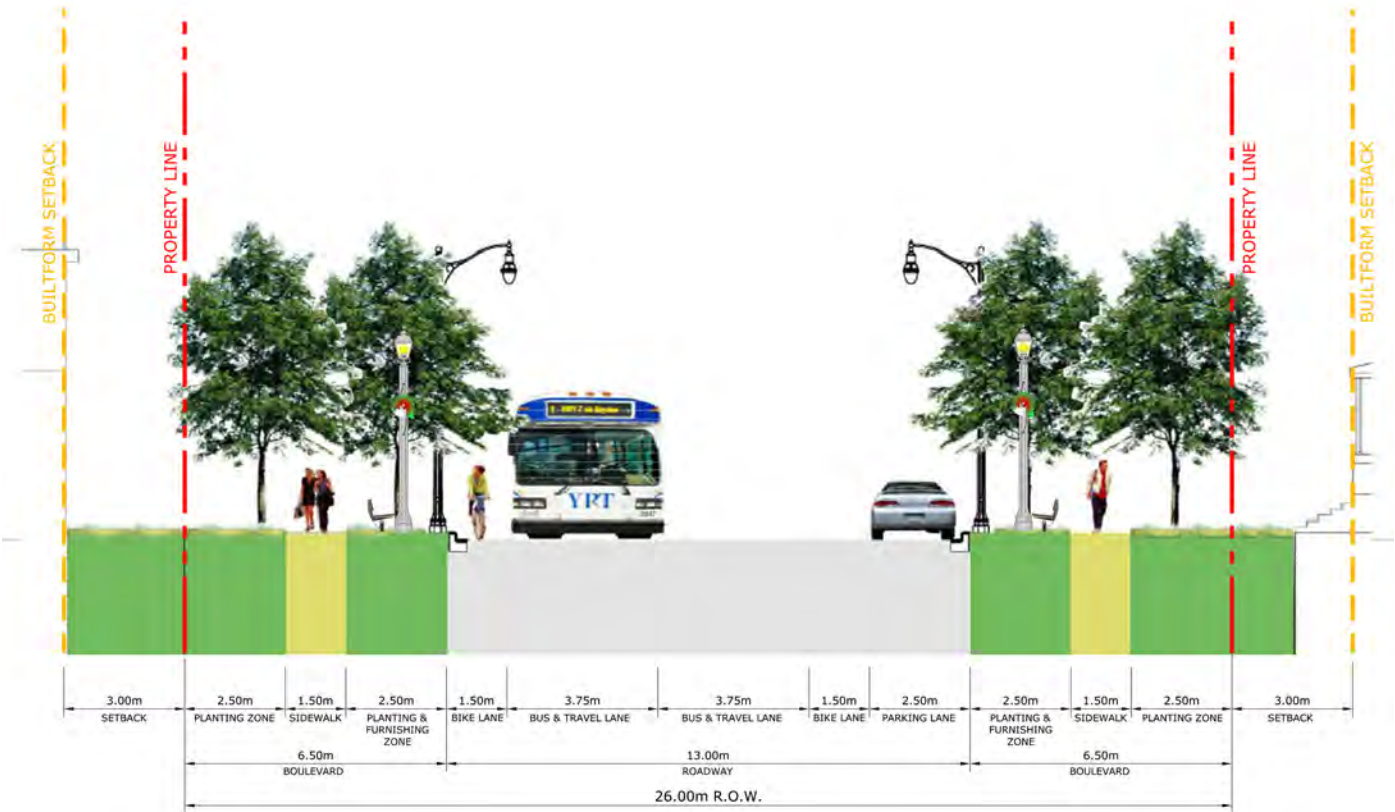 BUILTFORM SETBACK
PROPERTY LINE
PROPERTY LINE
BUILTFORM SETBACK
YRT
3.00m
SETBACK
2.50m
PLANTING ZONE
1.50m
SIDEWALK
2.50m
PLANTING &
FURNISHING
ZONE
1.50m
BIKE LANE
3.75m
BUS & TRAVEL LANE
3.75m
BUS & TRAVEL LANE
1.50m
BIKE LANE
2.50m
PARKING LANE
2.50m
PLANTING &
FURNISHING
ZONE
1.50m
SIDEWALK
2.50m
PLANTING ZONE
3.00m
SETBACK
6.50m
BOULEVARD
13.00m
ROADWAY
6.50m
BOULEVARD
26.00m R.O.W.